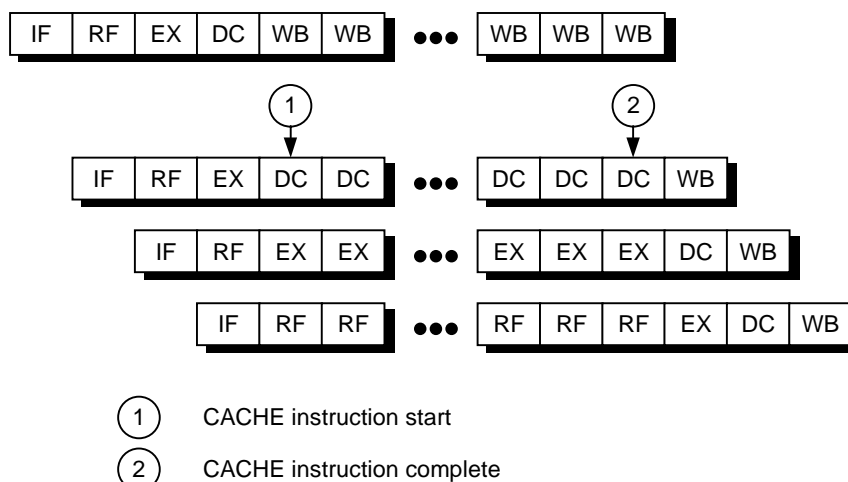 IF RF EX DC WB WB ●●● WB WB WB
1 2
IF RF EX DC DC ●●● DC DC DC WB
IF RF EX EX ●●● EX EX EX DC WB
IF RF RF ●●● RF RF RF EX DC WB
1 CACHE instruction start
2 CACHE instruction complete